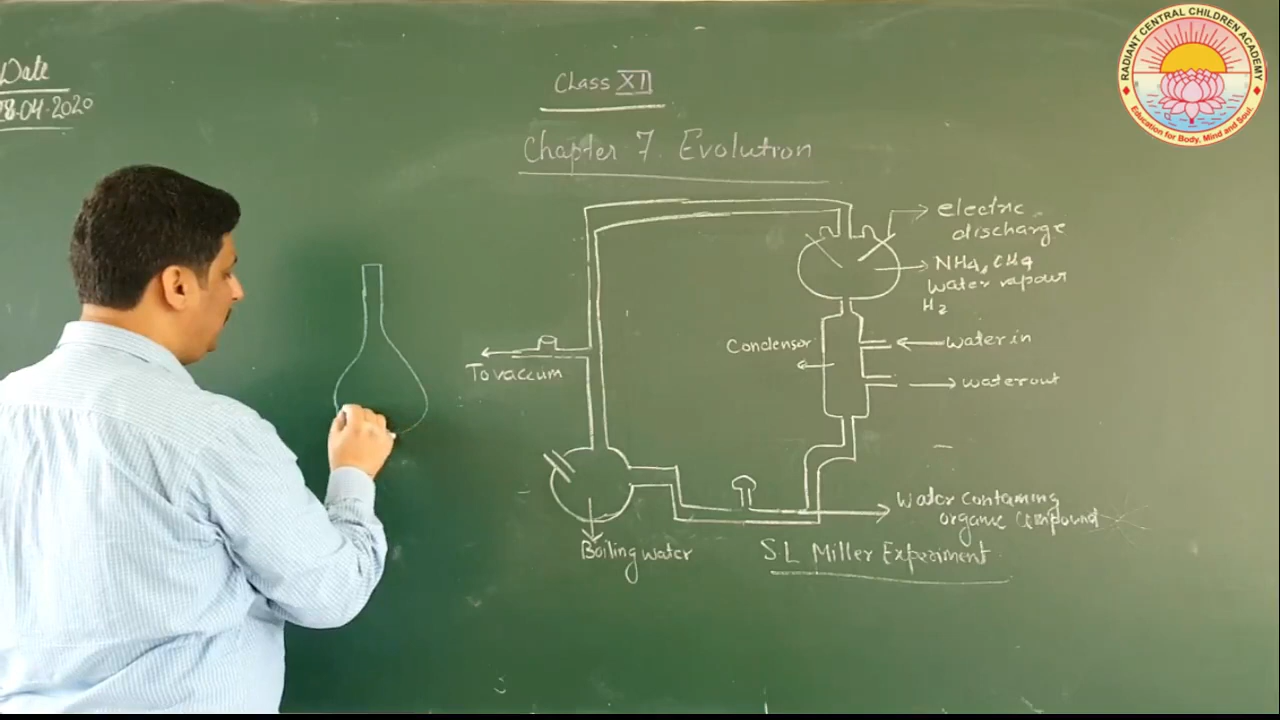 Date
28.04.2020
Class XI
Chapter 7. Evolution
electric
discharge
NH4, CH4
Water vapour
H2
Condensor
Water in
Water out
To vaccum
Boiling water
Water containing
organic compound
S L Miller Experiment
RADIANT CENTRAL CHILDREN ACADEMY
Education for Body, Mind and Soul.